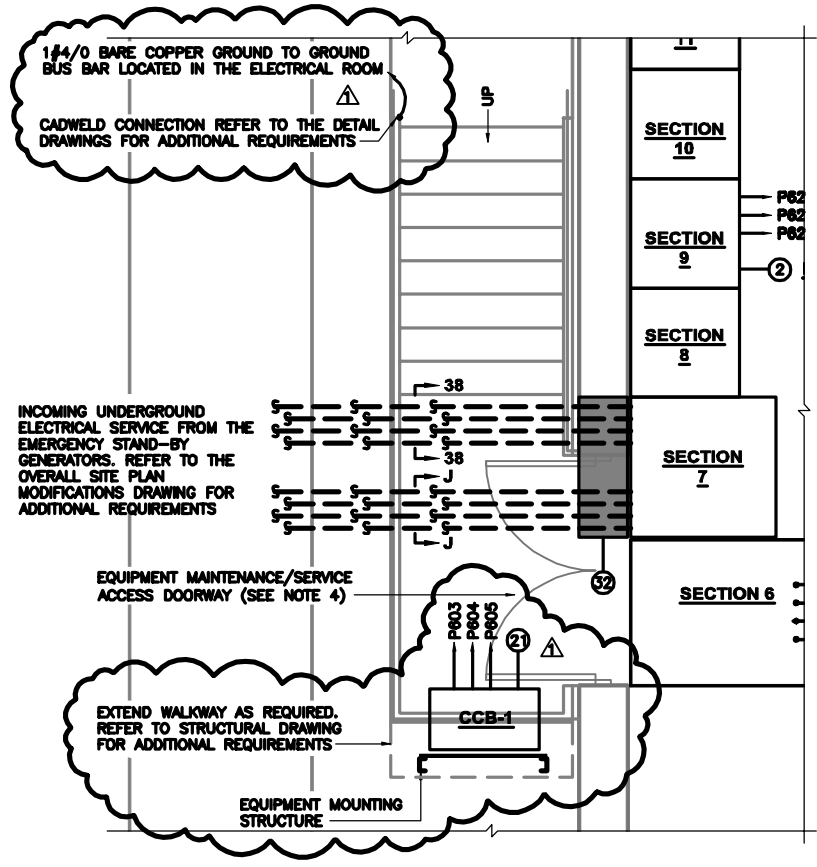 1#4/0 BARE COPPER GROUND TO GROUND
BUS BAR LOCATED IN THE ELECTRICAL ROOM
1
CADWELD CONNECTION REFER TO THE DETAIL
DRAWINGS FOR ADDITIONAL REQUIREMENTS
UP
11
SECTION
10
SECTION
9
P62
P62
P62
2
SECTION
8
38
38
J
J
INCOMING UNDERGROUND
ELECTRICAL SERVICE FROM THE
EMERGENCY STAND-BY
GENERATORS. REFER TO THE
OVERALL SITE PLAN
MODIFICATIONS DRAWING FOR
ADDITIONAL REQUIREMENTS
SECTION
7
32
EQUIPMENT MAINTENANCE/SERVICE
ACCESS DOORWAY (SEE NOTE 4)
SECTION 6
P603
P604
P605
21
1
CCB-1
EXTEND WALKWAY AS REQUIRED.
REFER TO STRUCTURAL DRAWING
FOR ADDITIONAL REQUIREMENTS
EQUIPMENT MOUNTING
STRUCTURE